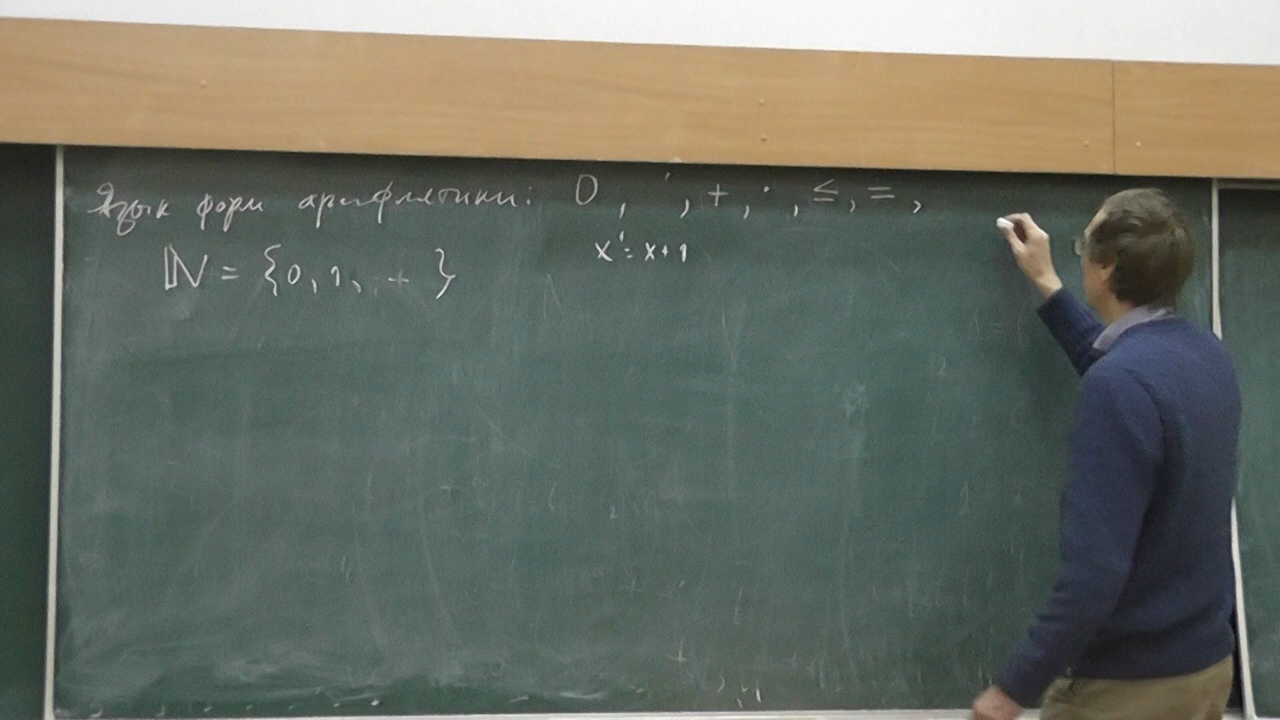 Язык форм арифметики: 0, ′, +, ·, ≤, =,
ℕ = {0, 1, ... }
x′ = x+1